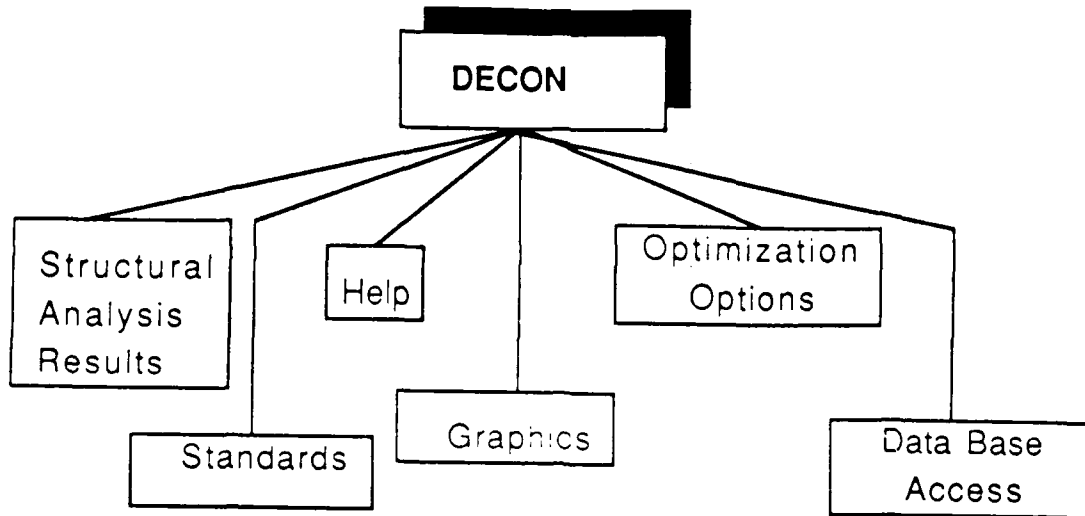 DECON
Structural
Analysis
Results
Standards
Help
Graphics
Optimization
Options
Data Base
Access